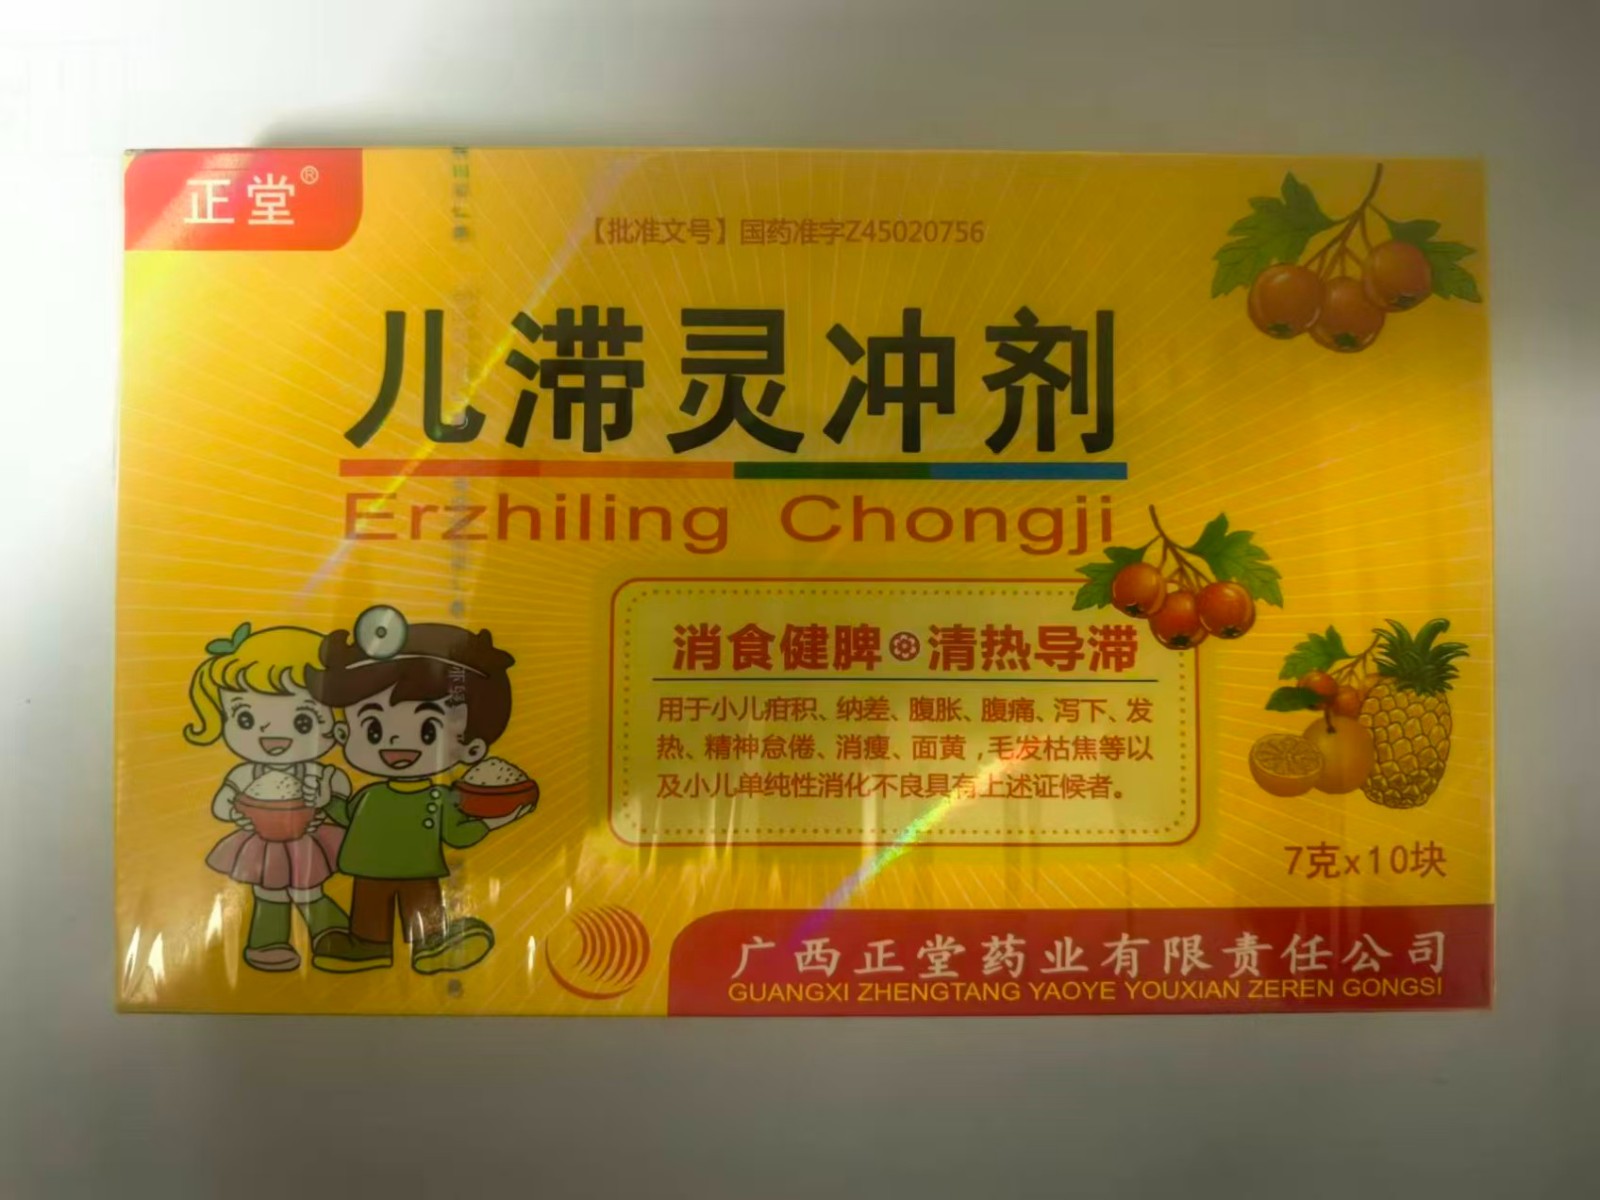 正堂®
【批准文号】国药准字Z45020756
儿滞灵冲剂
Erzhiling Chongji
消食健脾 清热导滞
用于小儿疳积、纳差、腹胀、腹痛、泻下、发
热、精神怠倦、消瘦、面黄,毛发枯焦等以
及小儿单纯性消化不良具有上述证候者。
7克x10块
广西正堂药业有限责任公司
GUANGXI ZHENGTANG YAOYE YOUXIAN ZEREN GONGSI